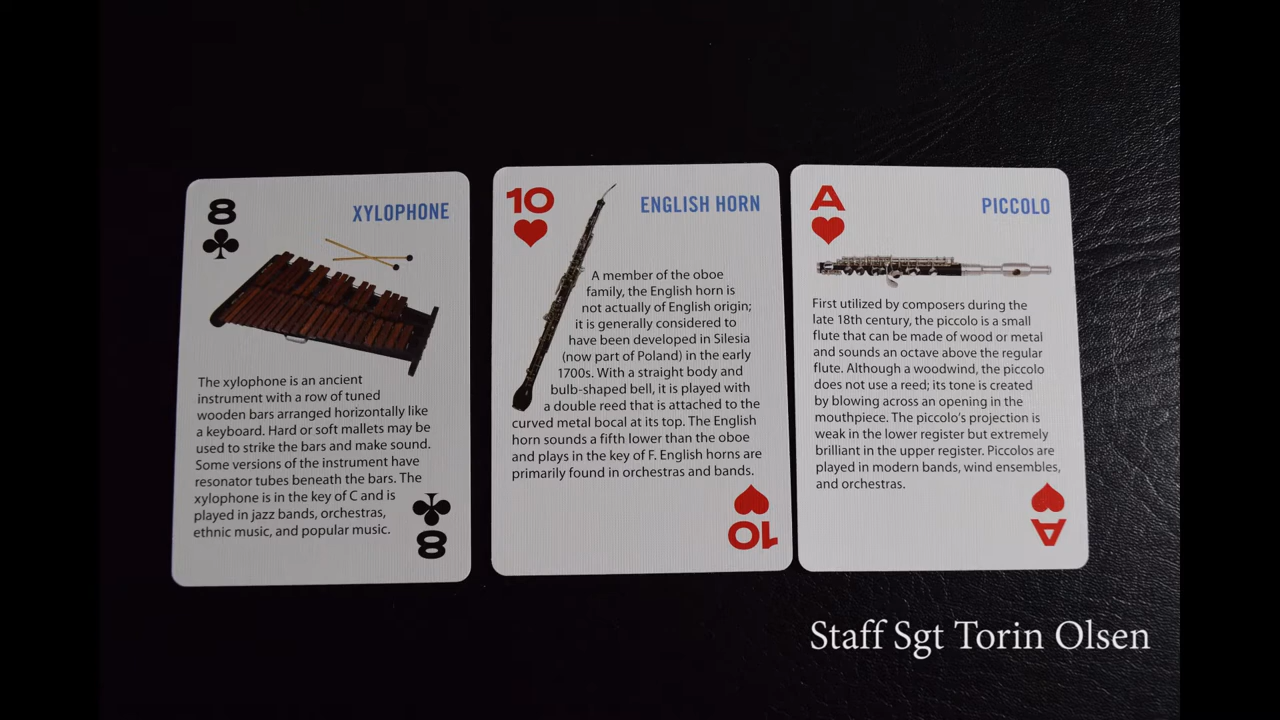 8
XYLOPHONE
The xylophone is an ancient
instrument with a row of tuned
wooden bars arranged horizontally like
a keyboard. Hard or soft mallets may be
used to strike the bars and make sound.
Some versions of the instrument have
resonator tubes beneath the bars. The
xylophone is in the key of C and is
played in jazz bands, orchestras,
ethnic music, and popular music.
8
10
ENGLISH HORN
A member of the oboe
family, the English horn is
not actually of English origin;
it is generally considered to
have been developed in Silesia
(now part of Poland) in the early
1700s. With a straight body and
bulb-shaped bell, it is played with
a double reed that is attached to the
curved metal bocal at its top. The English
horn sounds a fifth lower than the oboe
and plays in the key of F. English horns are
primarily found in orchestras and bands.
10
A
PICCOLO
First utilized by composers during the
late 18th century, the piccolo is a small
flute that can be made of wood or metal
and sounds an octave above the regular
flute. Although a woodwind, the piccolo
does not use a reed; its tone is created
by blowing across an opening in the
mouthpiece. The piccolo's projection is
weak in the lower register but extremely
brilliant in the upper register. Piccolos are
played in modern bands, wind ensembles,
and orchestras.
A
Staff Sgt Torin Olsen